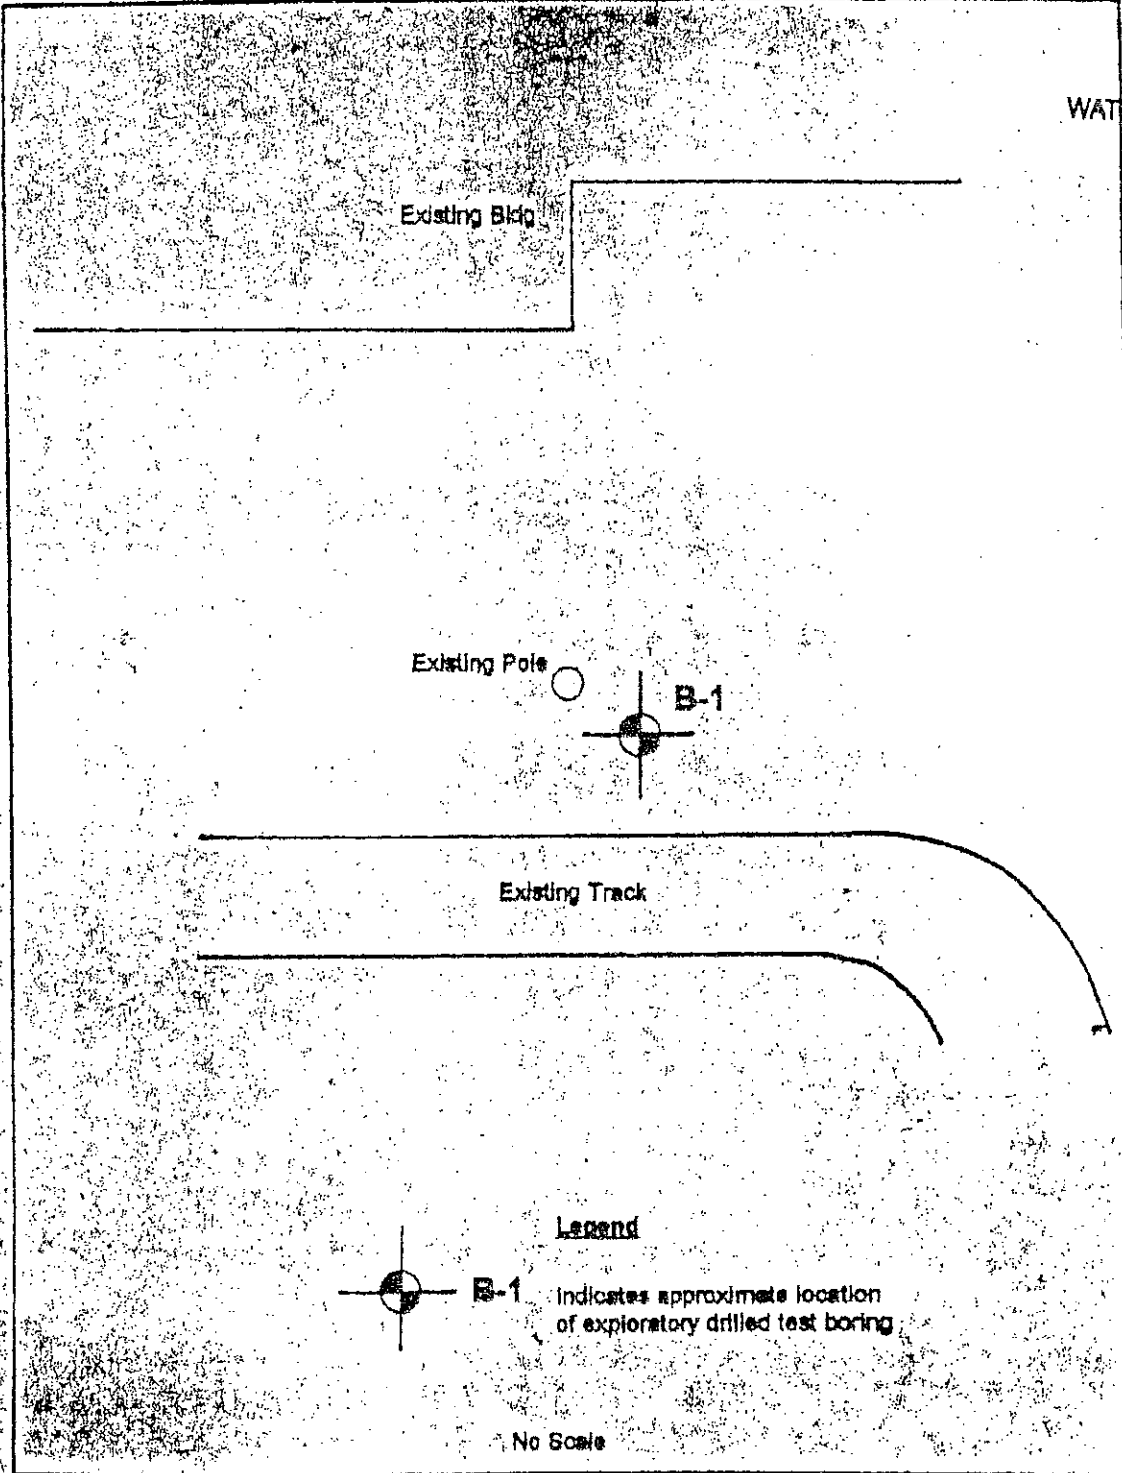 WAT
Existing Bldg
Existing Pole
B-1
Existing Track
Legend
B-1
Indicates approximate location
of exploratory drilled test boring
No Scale